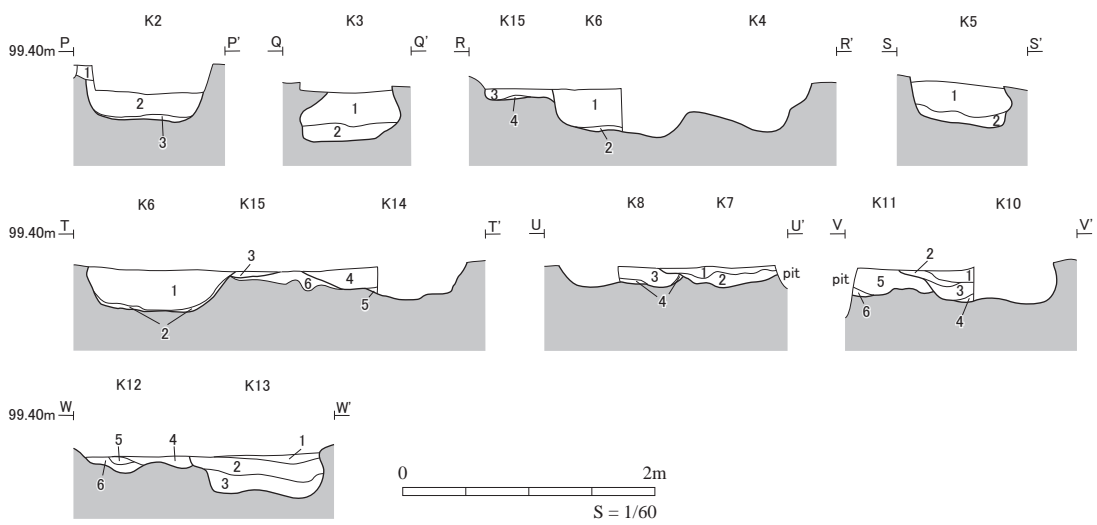 K2 K3 K15 K6 K4 K5
99.40m P P' Q Q' R R' S S'
1 2 3 1 2 3 4 1 2 1 2
K6 K15 K14 K8 K7 K11 K10
99.40m T T' U U' V V'
1 2 3 6 4 5 3 4 1 2 pit pit 5 6 2 1 3 4
K12 K13
99.40m W W'
6 5 4 1 2 3
0 2m
S = 1/60